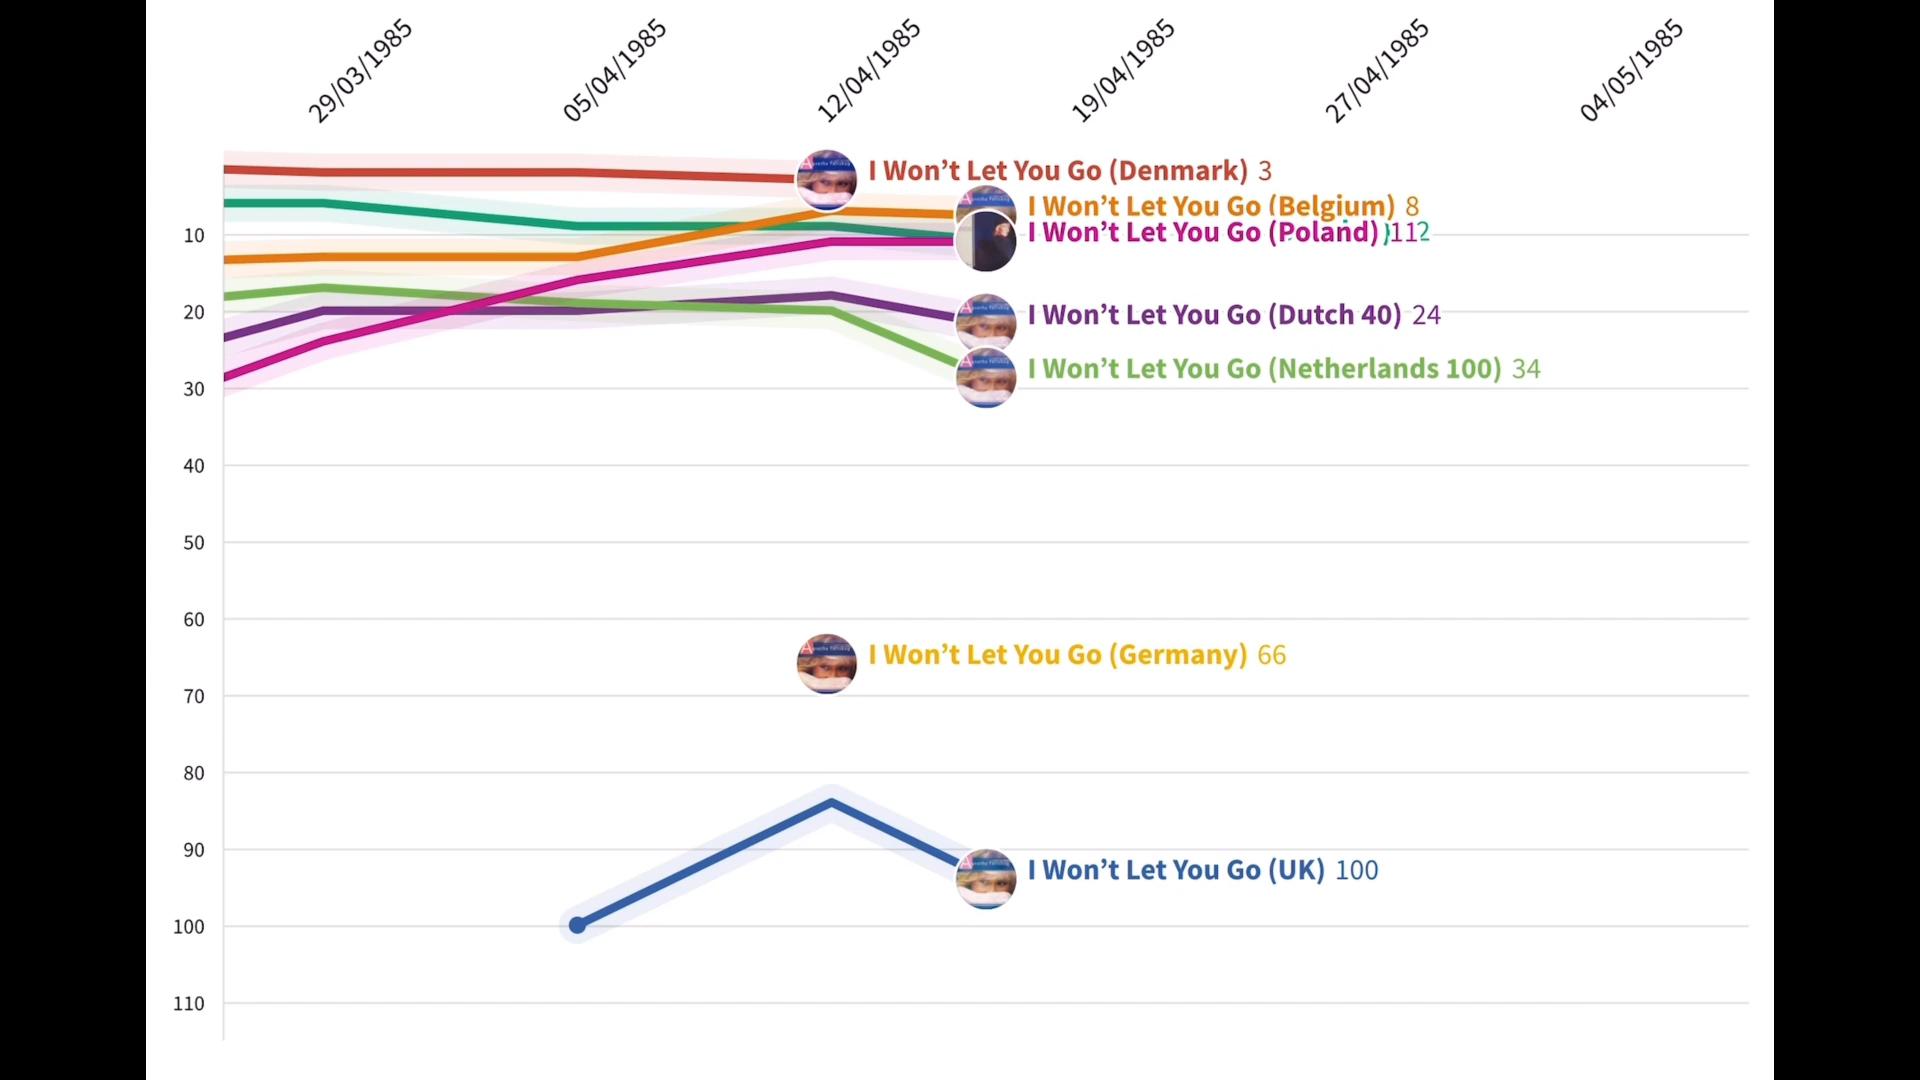 29/03/1985
05/04/1985
12/04/1985
19/04/1985
27/04/1985
04/05/1985
I Won’t Let You Go (Denmark) 3
I Won’t Let You Go (Belgium) 8
I Won’t Let You Go (Poland) 11
I Won’t Let You Go (Dutch 40) 24
I Won’t Let You Go (Netherlands 100) 34
I Won’t Let You Go (Germany) 66
I Won’t Let You Go (UK) 100
10
20
30
40
50
60
70
80
90
100
110